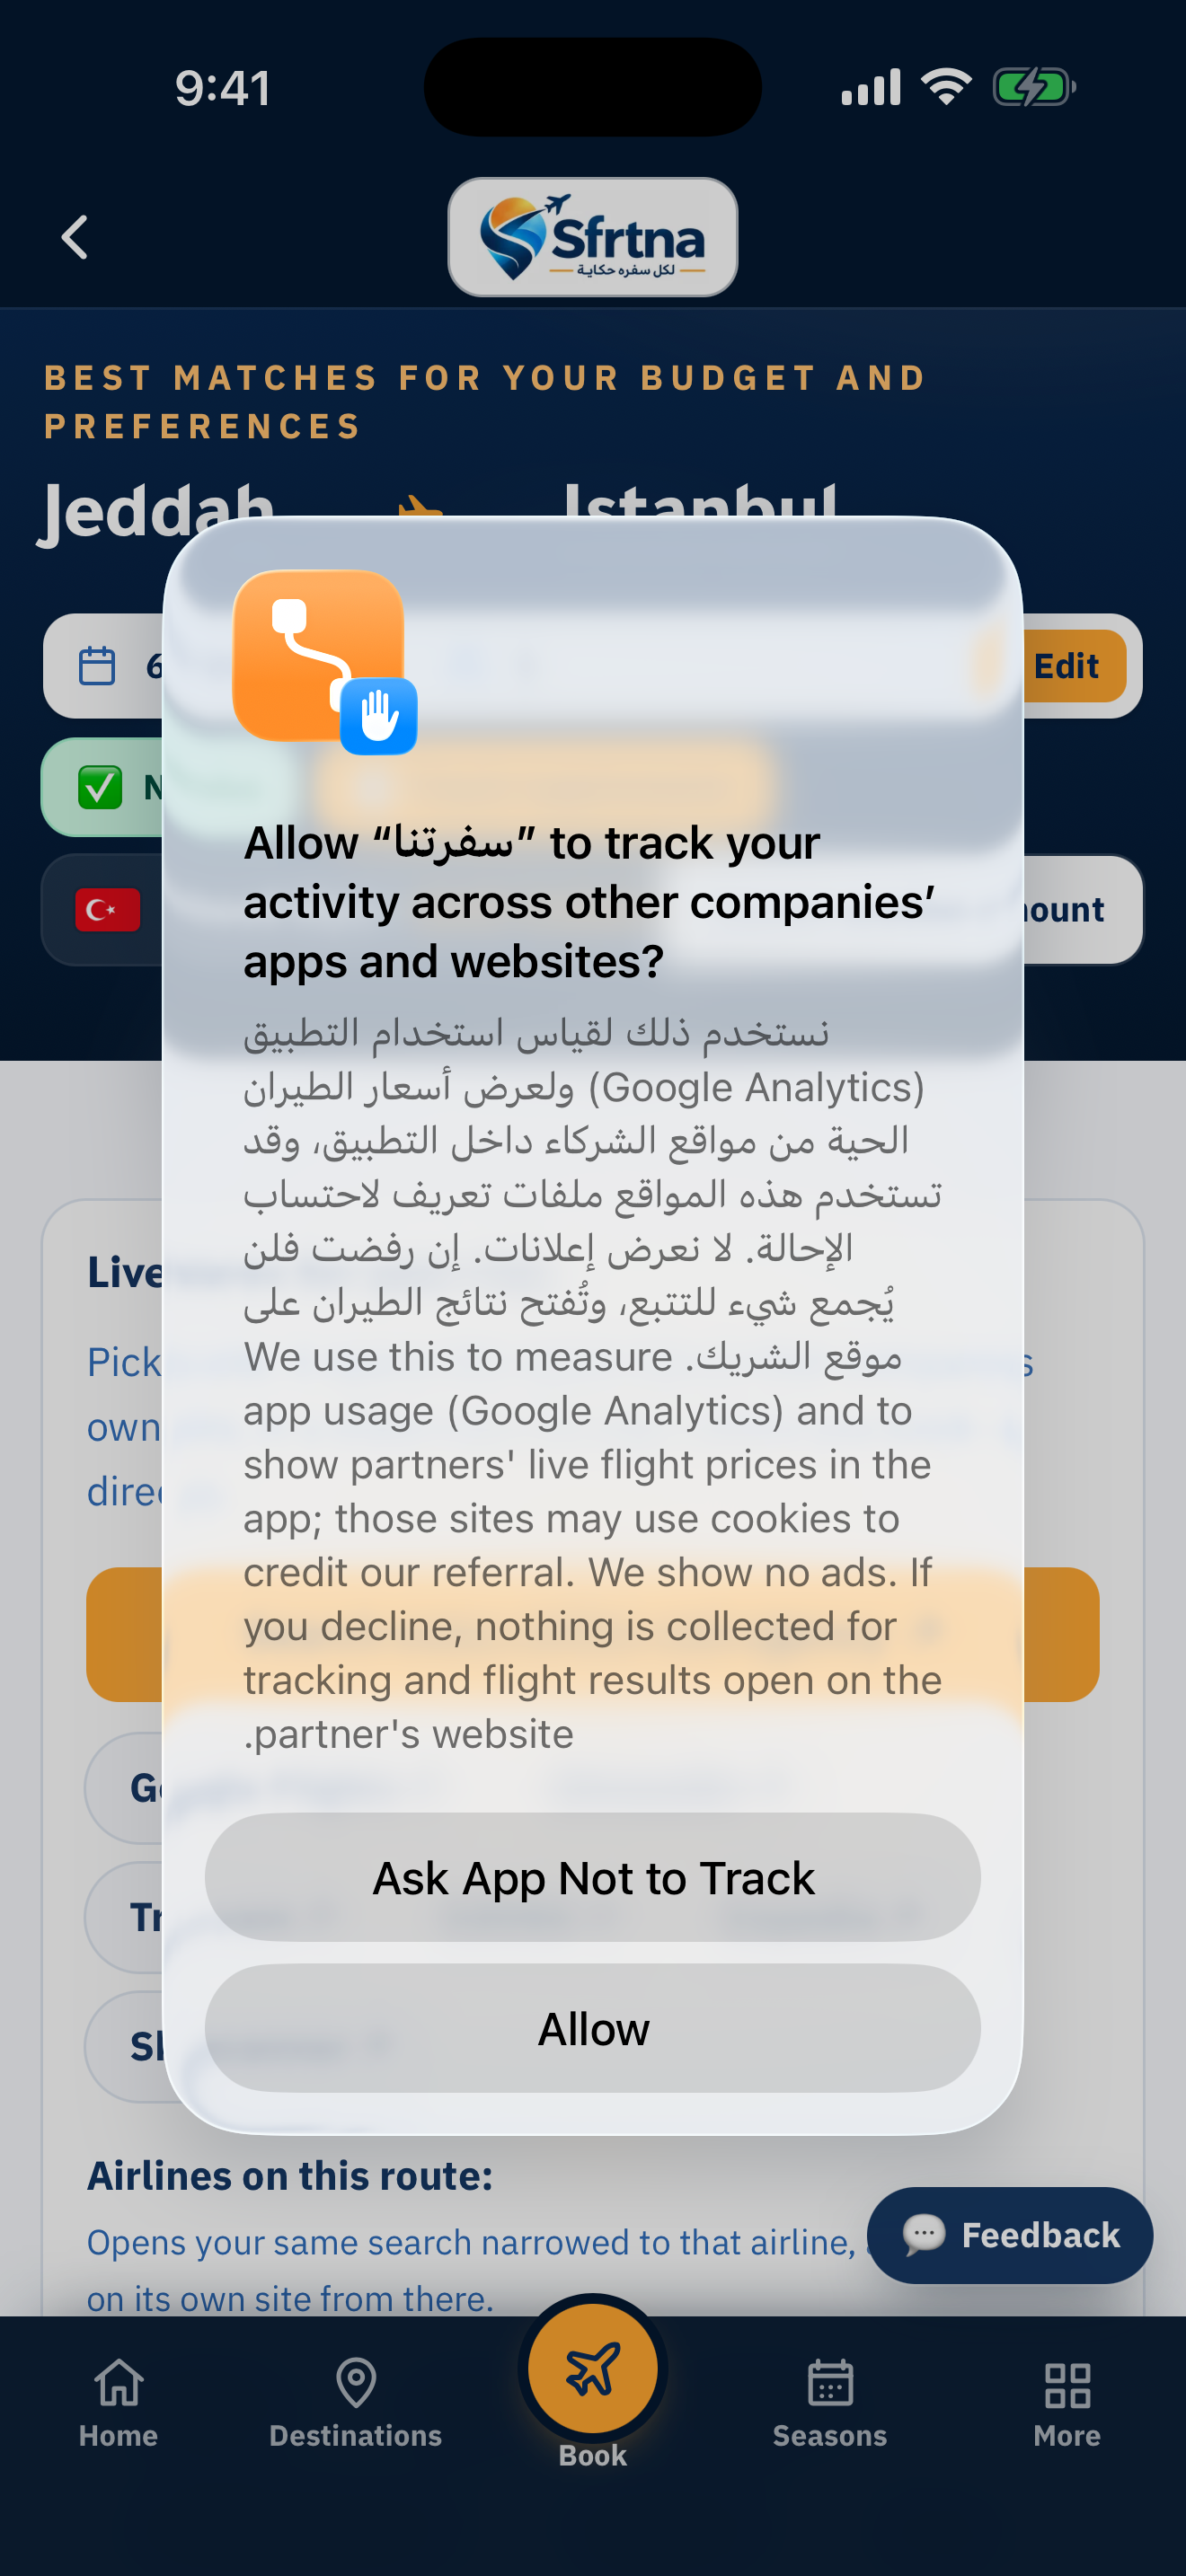 9:41
Sfrtna
لكل سفره حكاية
BEST MATCHES FOR YOUR BUDGET AND
PREFERENCES
Jeddah Istanbul
6
Edit
N
Allow “سفرتنا” to track your
activity across other companies’
apps and websites?
نستخدم ذلك لقياس استخدام التطبيق
(Google Analytics) ولعرض أسعار الطيران
الحية من مواقع الشركاء داخل التطبيق، وقد
تستخدم هذه المواقع ملفات تعريف لاحتساب
الإحالة. لا نعرض إعلانات. إن رفضت فلن
يُجمع شيء للتتبع، وتُفتح نتائج الطيران على
موقع الشريك. We use this to measure
app usage (Google Analytics) and to
show partners' live flight prices in the
app; those sites may use cookies to
credit our referral. We show no ads. If
you decline, nothing is collected for
tracking and flight results open on the
partner's website.
Ask App Not to Track
Allow
Live
Pick
own
Airlines on this route:
Opens your same search narrowed to that airline,
on its own site from there.
Feedback
Home
Destinations
Book
Seasons
More